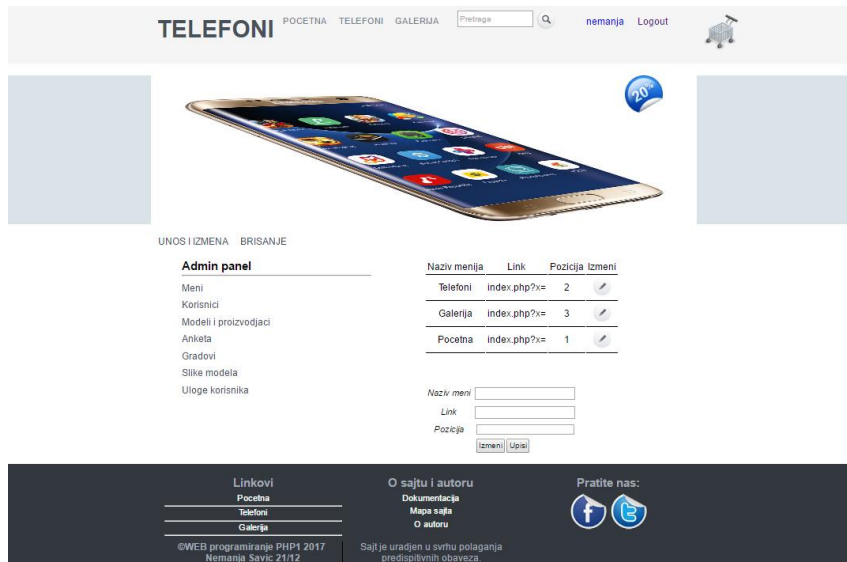 TELEFONI
POCETNA TELEFONI GALERIJA
Pretraga
nemanja Logout
20%
UNOS I IZMENA BRISANJE
Admin panel
Meni
Korisnici
Modeli i proizvodjaci
Anketa
Gradovi
Slike modela
Uloge korisnika
Naziv menija Link Pozicija Izmeni
Telefoni index.php?x= 2
Galerija index.php?x= 3
Pocetna index.php?x= 1
Naziv meni
Link
Pozicija
Izmeni Upisi
Linkovi
Pocetna
Telefoni
Galerija
©WEB programiranje PHP1 2017
Nemanja Savic 21/12
O sajtu i autoru
Dokumentacija
Mapa sajta
O autoru
Sajt je uradjen u svrhu polaganja
predispitivnih obaveza.
Pratite nas: